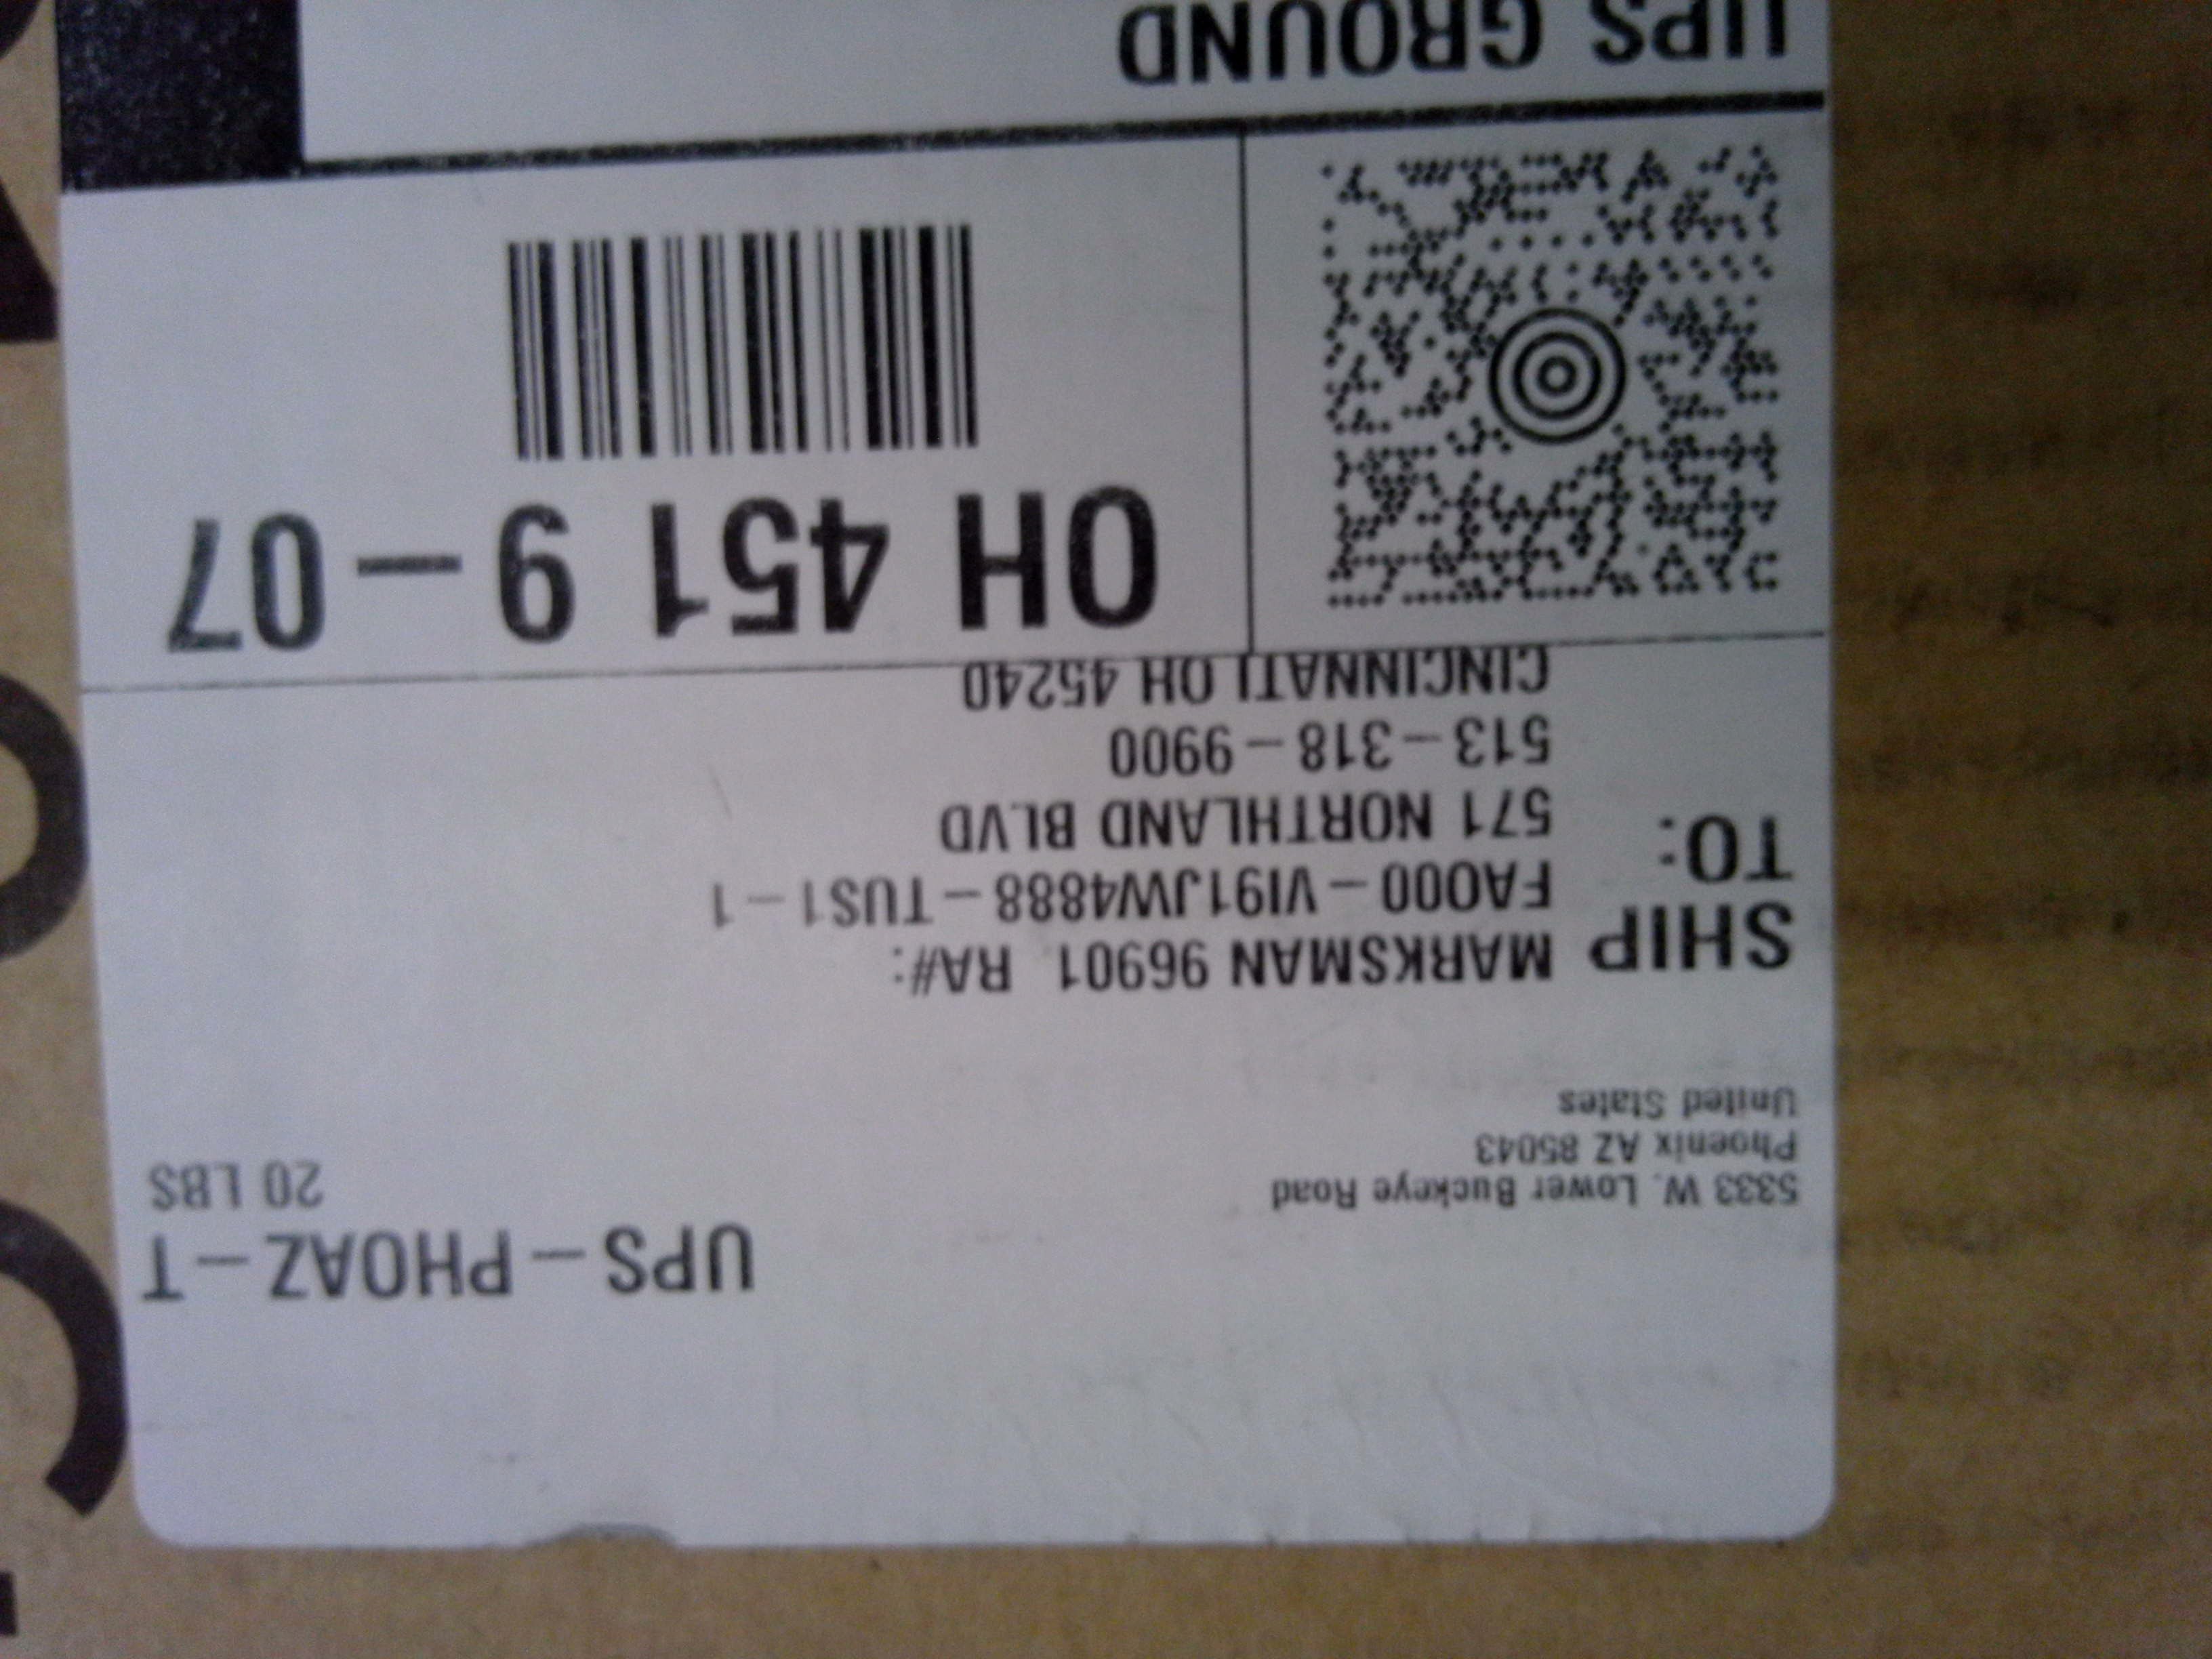 UPS-PHOAZ-T
20 LBS
5333 W. Lower Buckeye Road
Phoenix AZ 85043
United States
SHIP TO:
MARKSMAN 96901 RA#:
FAO00-VI91JW4888-TUS1-1
571 NORTHLAND BLVD
513-318-9900
CINCINNATI OH 45240
OH 451 9-07
UPS GROUND